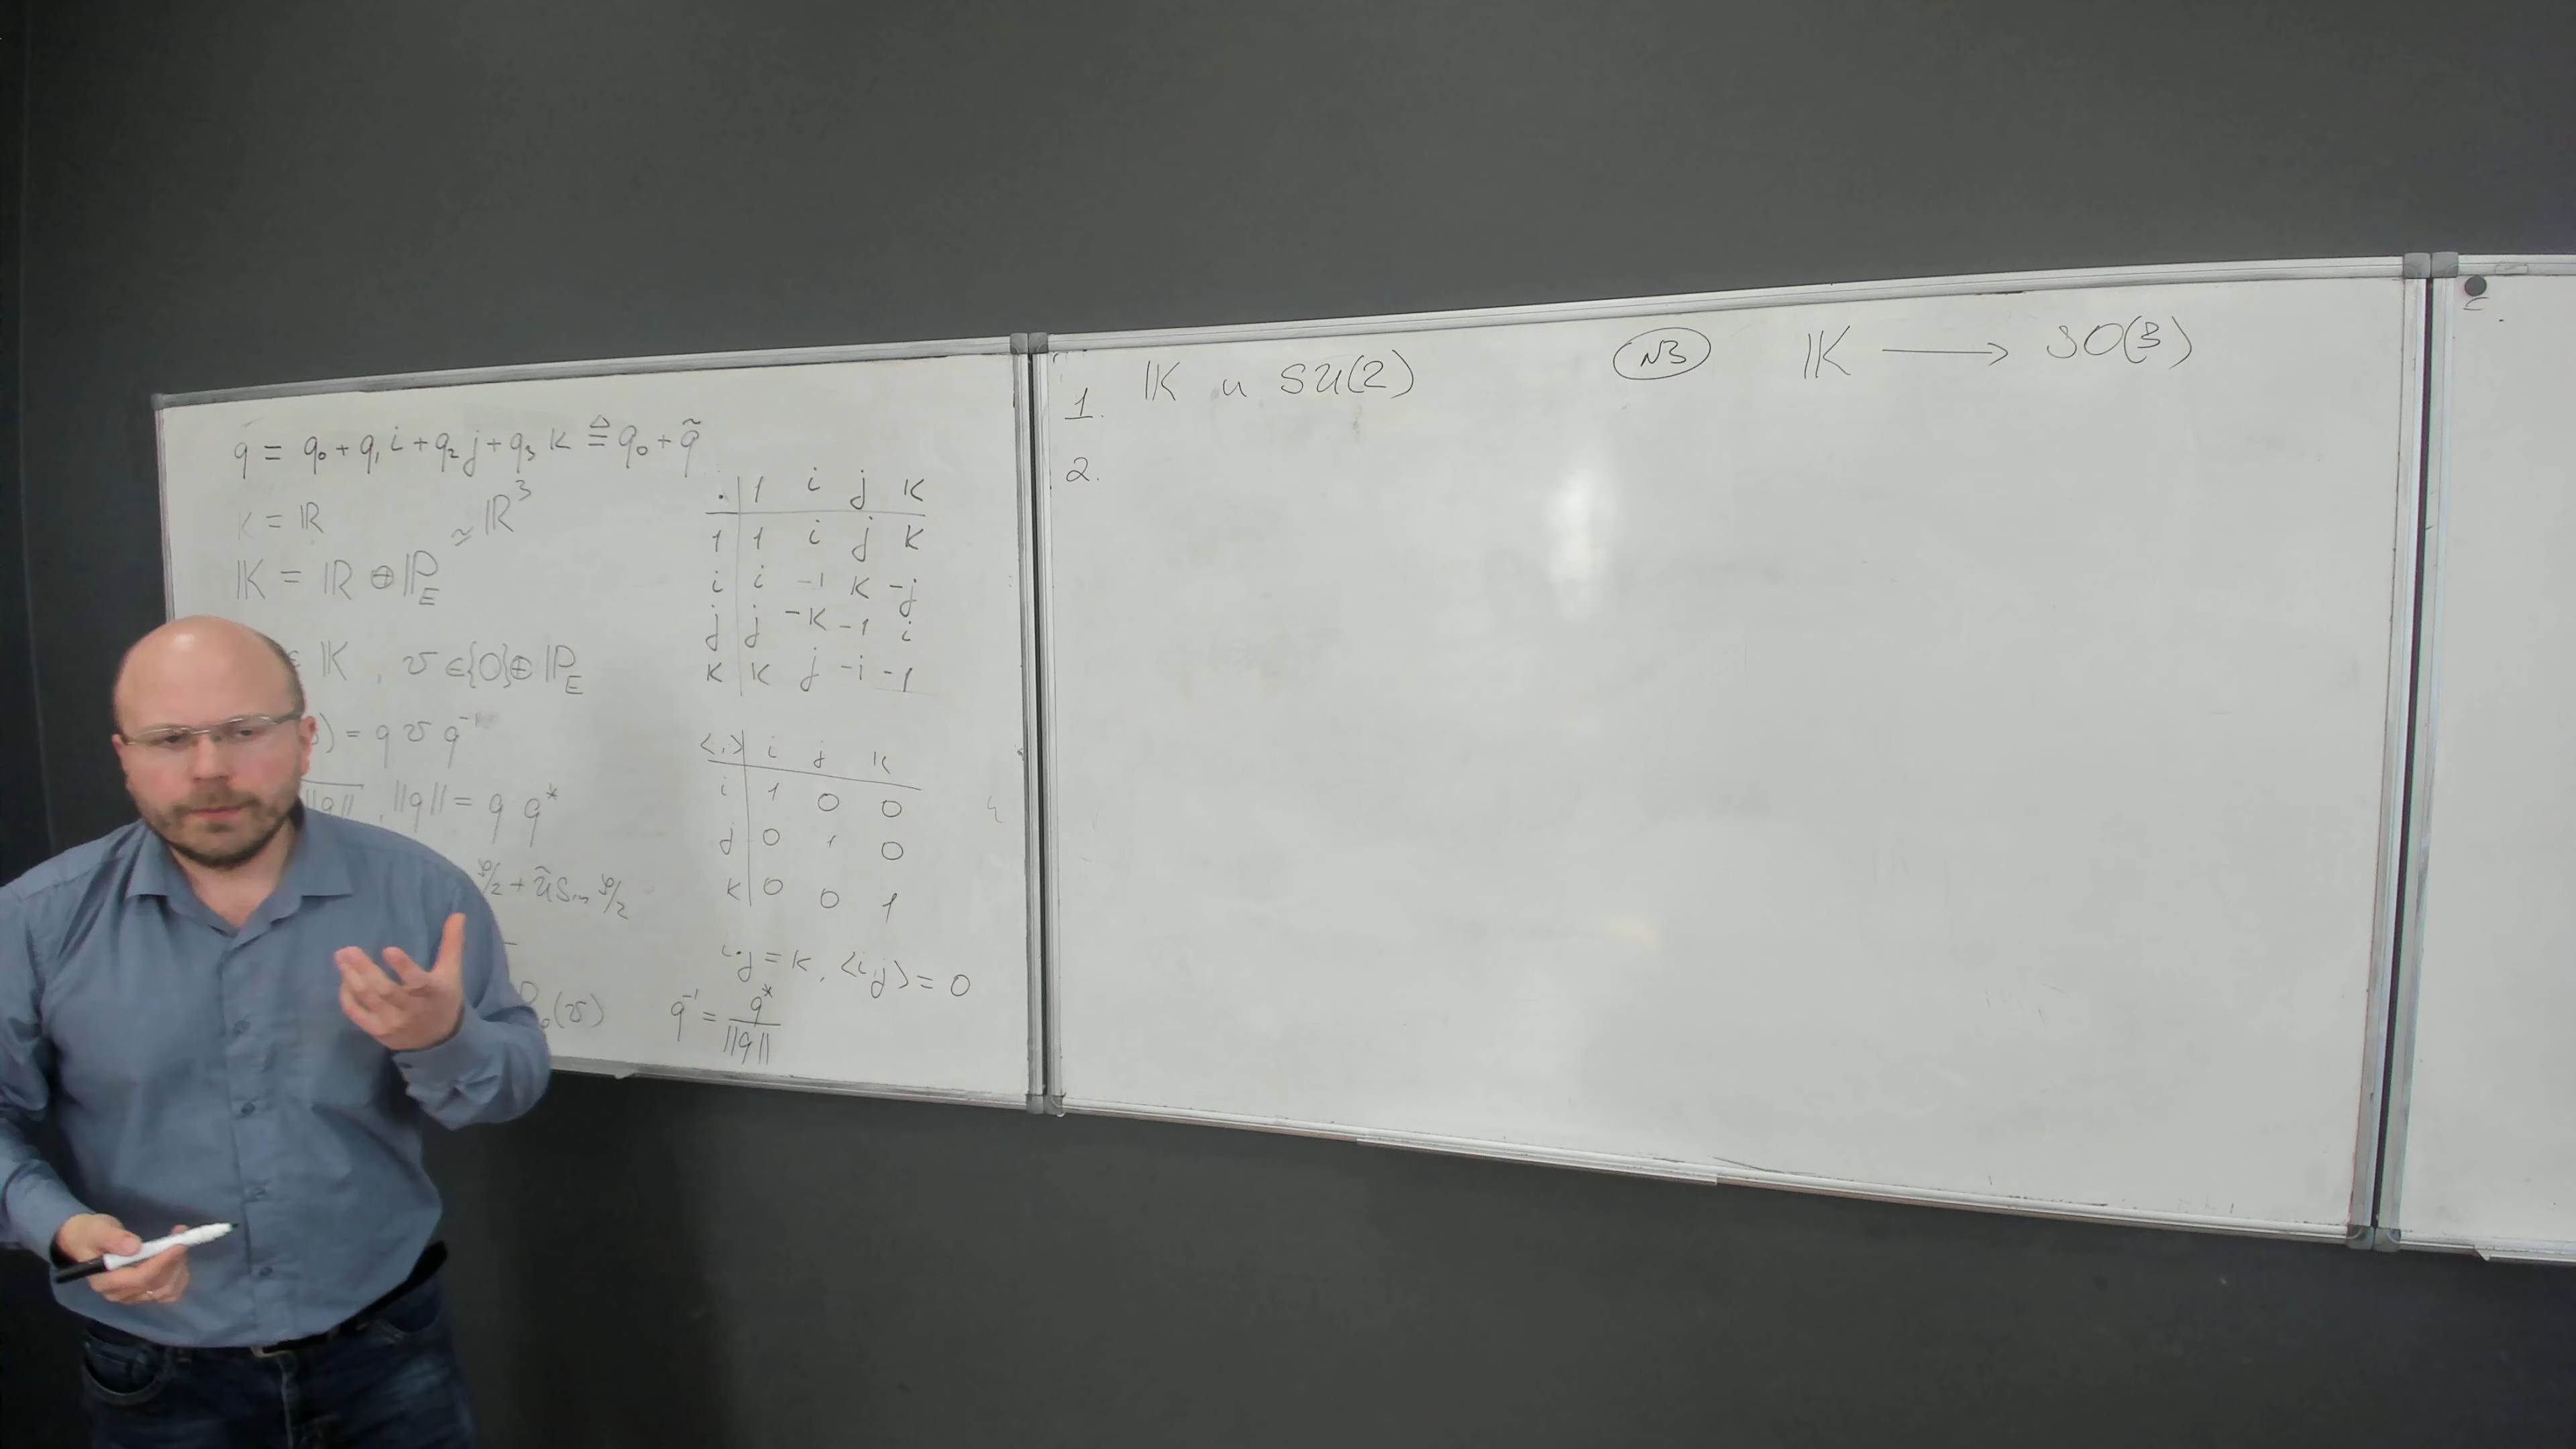 q = q₀ + q₁ i + q₂ j + q₃ k ≜ q₀ + q̃
K = ℝ
≃ ℝ³
𝕂 = ℝ ⊕ ℙ_E
∈ 𝕂, v ∈ {0} ⊕ ℙ_E
) = q v q⁻¹
||q||, ||q|| = q q*
φ/2 + ũ Sin φ/2
(v)
· | 1 i j k
1 | 1 i j k
i | i -1 k -j
j | j -k -1 i
k | k j -i -1
<,> | i j k
i | 1 0 0
j | 0 1 0
k | 0 0 1
i·j = k, <i,j> = 0
q⁻¹ = q* / ||q||
1. 𝕂 и SU(2)
2.
N3 𝕂 ⟶ SO(3)